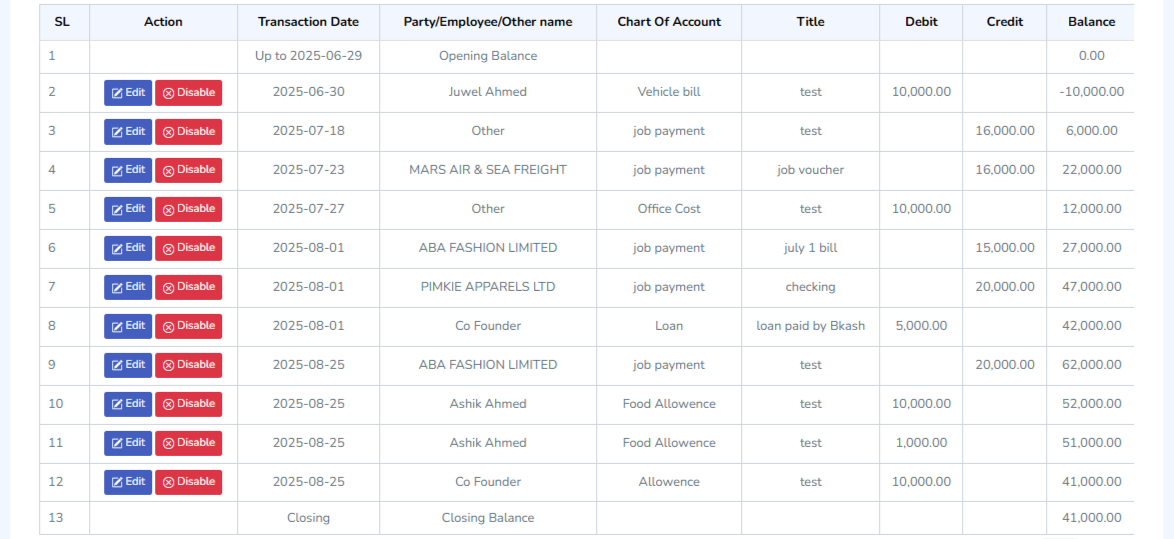 SL Action Transaction Date Party/Employee/Other name Chart Of Account Title Debit Credit Balance
1 Up to 2025-06-29 Opening Balance 0.00
2 Edit Disable 2025-06-30 Juwel Ahmed Vehicle bill test 10,000.00 -10,000.00
3 Edit Disable 2025-07-18 Other job payment test 16,000.00 6,000.00
4 Edit Disable 2025-07-23 MARS AIR & SEA FREIGHT job payment job voucher 16,000.00 22,000.00
5 Edit Disable 2025-07-27 Other Office Cost test 10,000.00 12,000.00
6 Edit Disable 2025-08-01 ABA FASHION LIMITED job payment july 1 bill 15,000.00 27,000.00
7 Edit Disable 2025-08-01 PIMKIE APPARELS LTD job payment checking 20,000.00 47,000.00
8 Edit Disable 2025-08-01 Co Founder Loan loan paid by Bkash 5,000.00 42,000.00
9 Edit Disable 2025-08-25 ABA FASHION LIMITED job payment test 20,000.00 62,000.00
10 Edit Disable 2025-08-25 Ashik Ahmed Food Allowence test 10,000.00 52,000.00
11 Edit Disable 2025-08-25 Ashik Ahmed Food Allowence test 1,000.00 51,000.00
12 Edit Disable 2025-08-25 Co Founder Allowence test 10,000.00 41,000.00
13 Closing Closing Balance 41,000.00